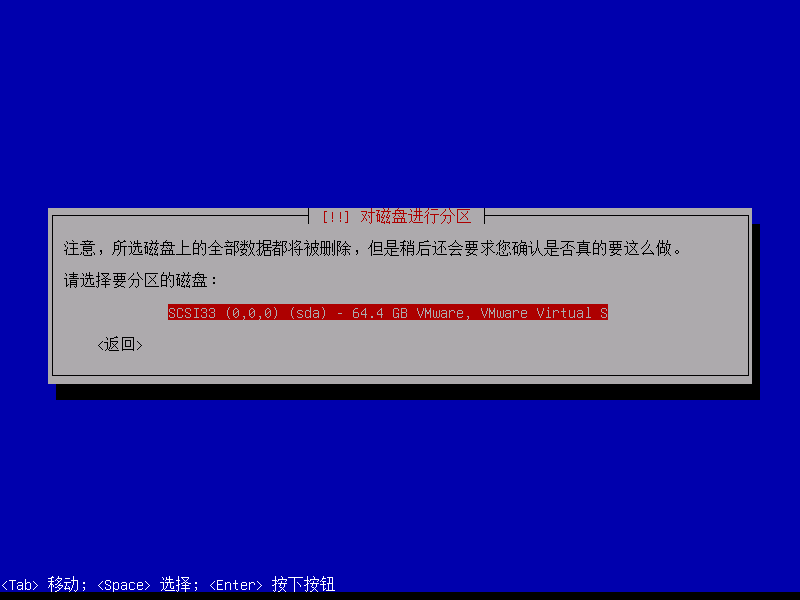 [!!] 对磁盘进行分区
注意，所选磁盘上的全部数据都将被删除，但是稍后还会要求您确认是否真的要这么做。
请选择要分区的磁盘：
SCSI33 (0,0,0) (sda) - 64.4 GB VMware, VMware Virtual S
<返回>
<Tab> 移动; <Space> 选择; <Enter> 按下按钮